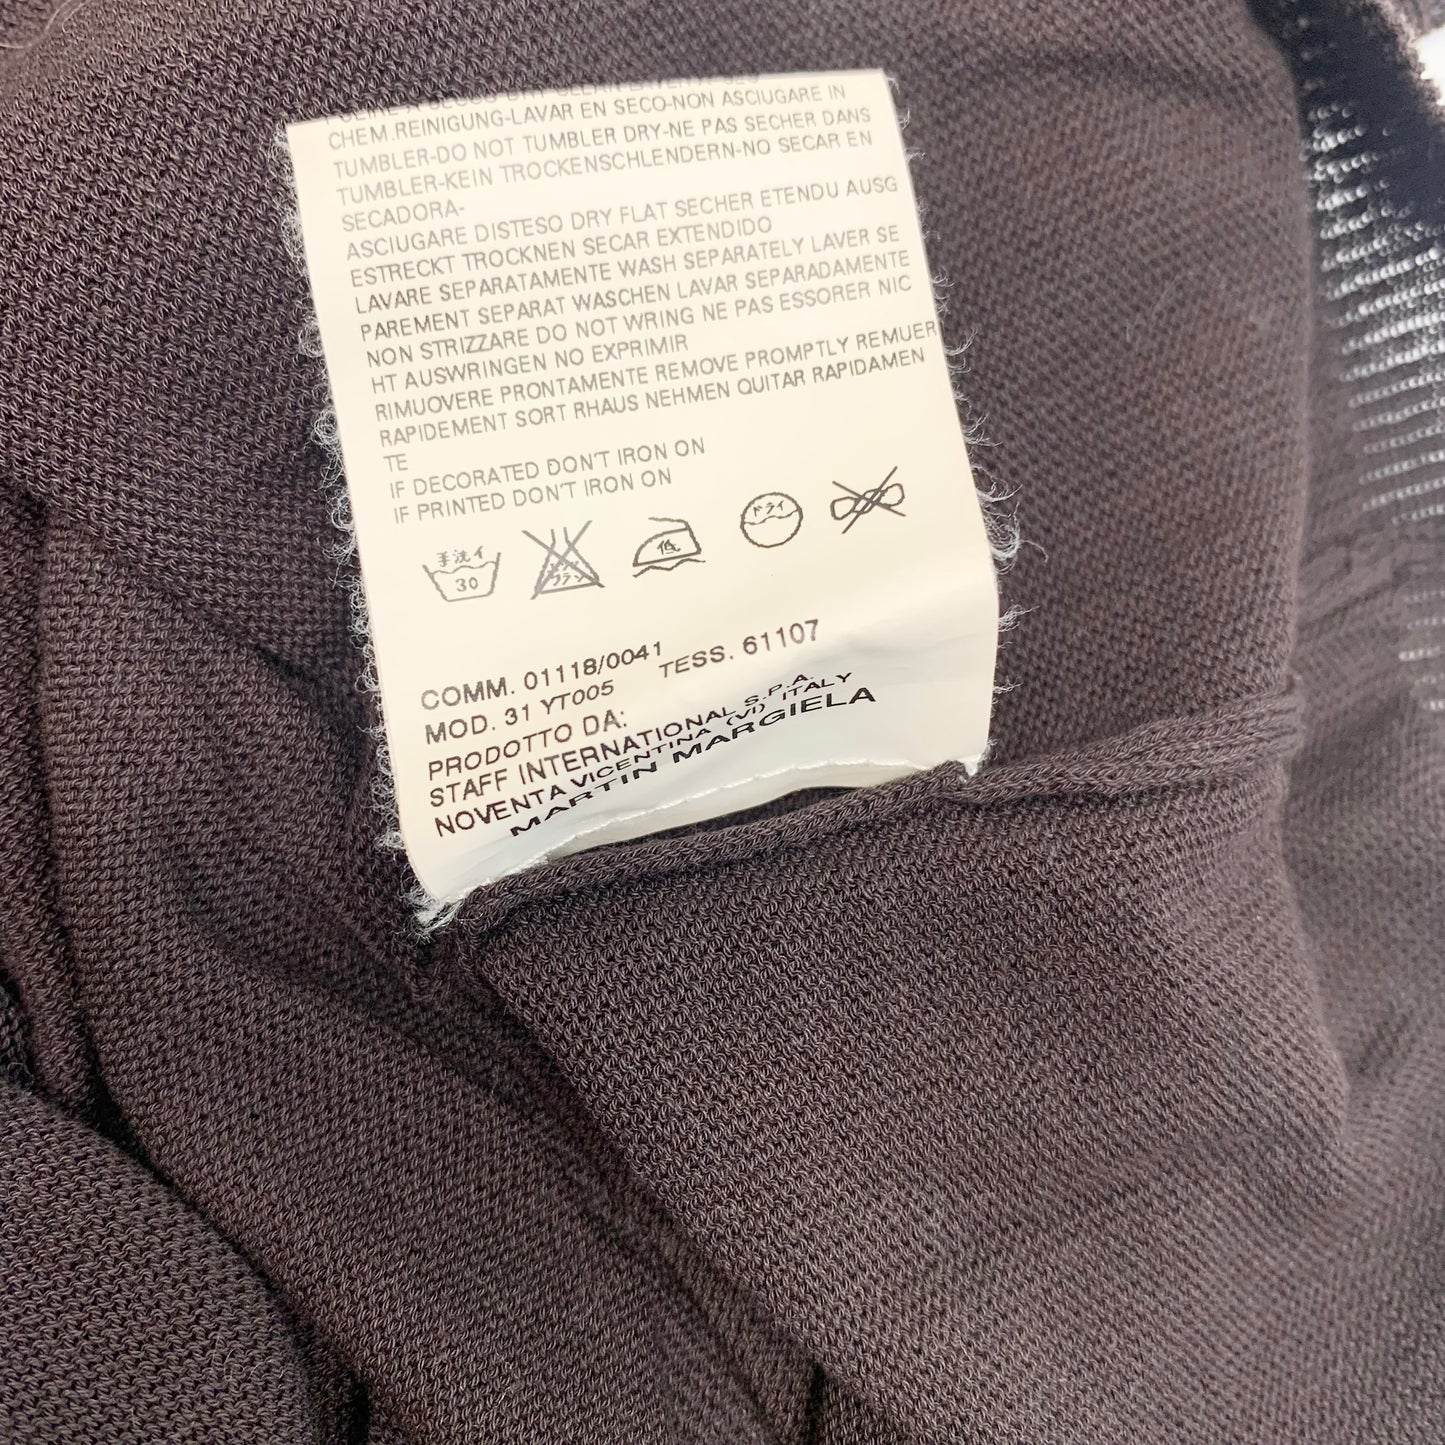 CHEM.REINIGUNG-LAVAR EN SECO-NON ASCIUGARE IN
TUMBLER-DO NOT TUMBLER DRY-NE PAS SECHER DANS
TUMBLER-KEIN TROCKENSCHLENDERN-NO SECAR EN
SECADORA-
ASCIUGARE DISTESO DRY FLAT SECHER ETENDU AUSG
ESTRECKT TROCKNEN SECAR EXTENDIDO
LAVARE SEPARATAMENTE WASH SEPARATELY LAVER SE
PAREMENT SEPARAT WASCHEN LAVAR SEPARADAMENTE
NON STRIZZARE DO NOT WRING NE PAS ESSORER NIC
HT AUSWRINGEN NO EXPRIMIR
RIMUOVERE PRONTAMENTE REMOVE PROMPTLY REMUER
RAPIDEMENT SORT RHAUS NEHMEN QUITAR RAPIDAMEN
TE
IF DECORATED DON'T IRON ON
IF PRINTED DON'T IRON ON
手洗イ 30 低 ドライ
COMM. 01118/0041
MOD. 31 YT005 TESS. 61107
PRODOTTO DA:
STAFF INTERNATIONAL S.P.A.
NOVENTA VICENTINA (VI) ITALY
MARTIN MARGIELA